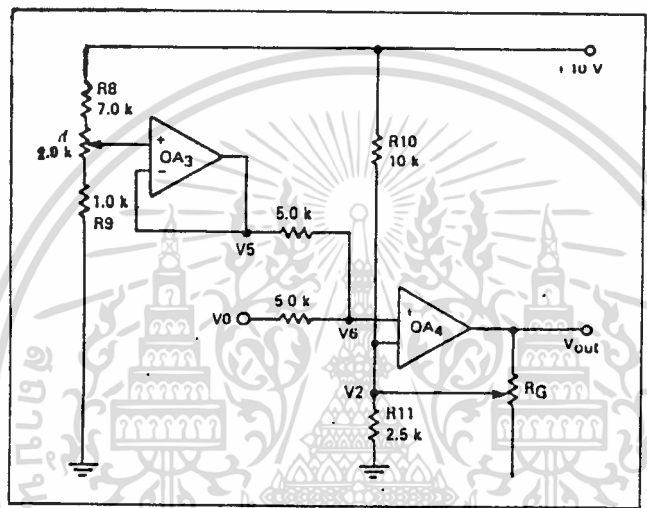 + 10 V
R8
7.0 k
2.0 k
+
OA3
−
1.0 k
R9
R10
10 k
5.0 k
V5
5.0 k
V0
V6
+
OA4
Vout
V2
RG
R11
2.5 k